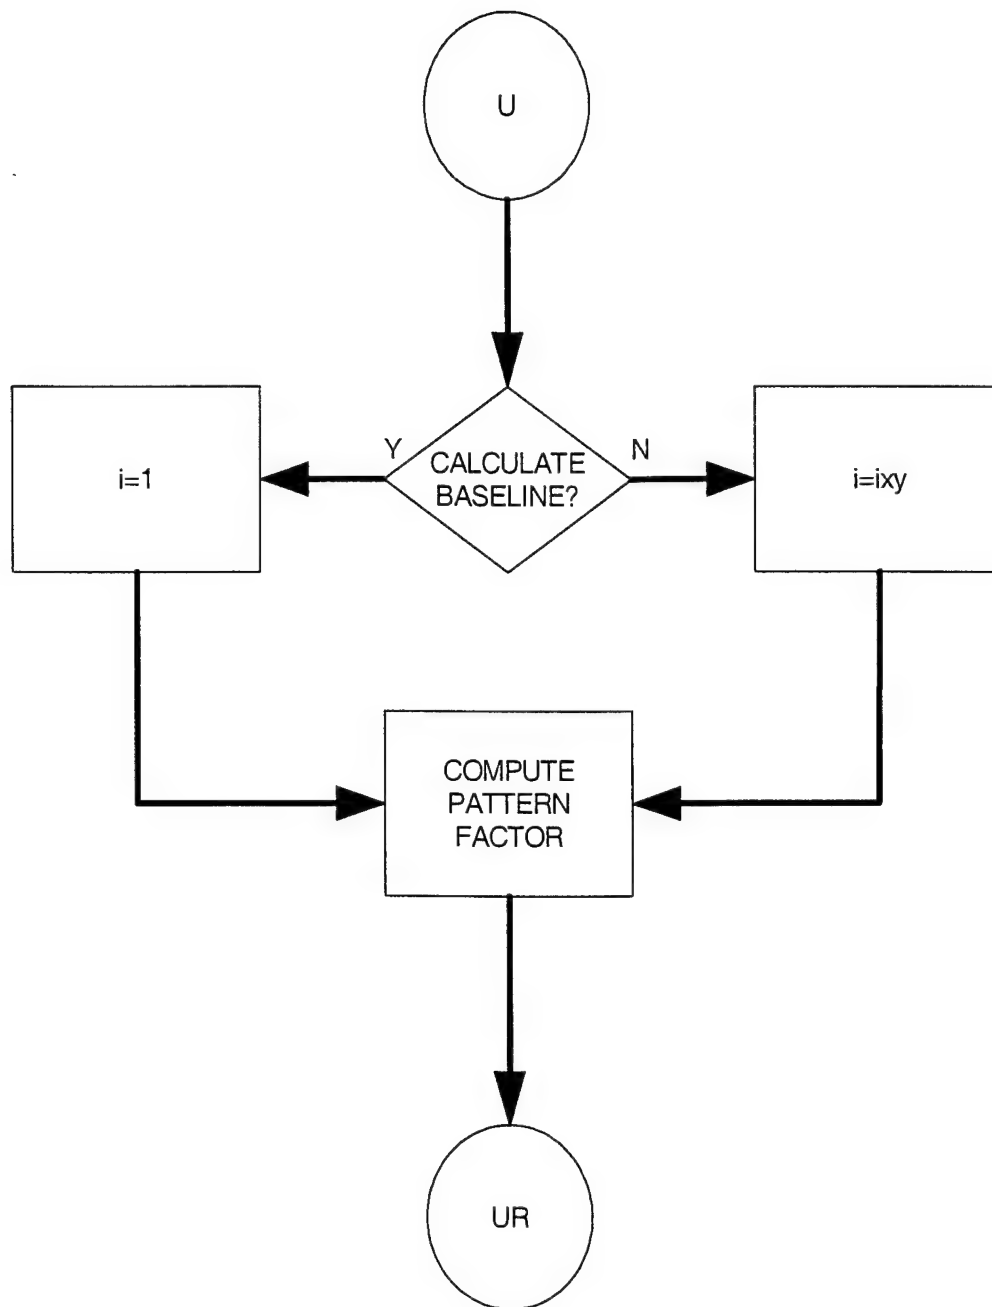 U
Y
N
CALCULATE
BASELINE?
i=1
i=ixy
COMPUTE
PATTERN
FACTOR
UR